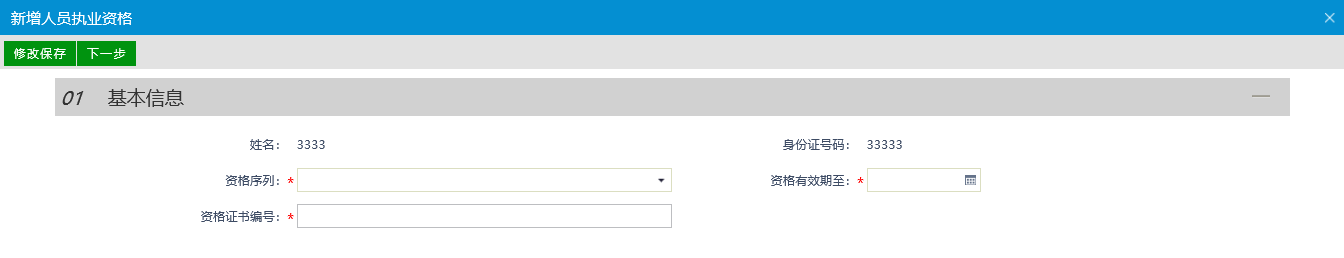 新增人员执业资格
修改保存 下一步
01 基本信息
姓名： 3333 身份证号码： 33333
资格序列： * 资格有效期至： *
资格证书编号： *